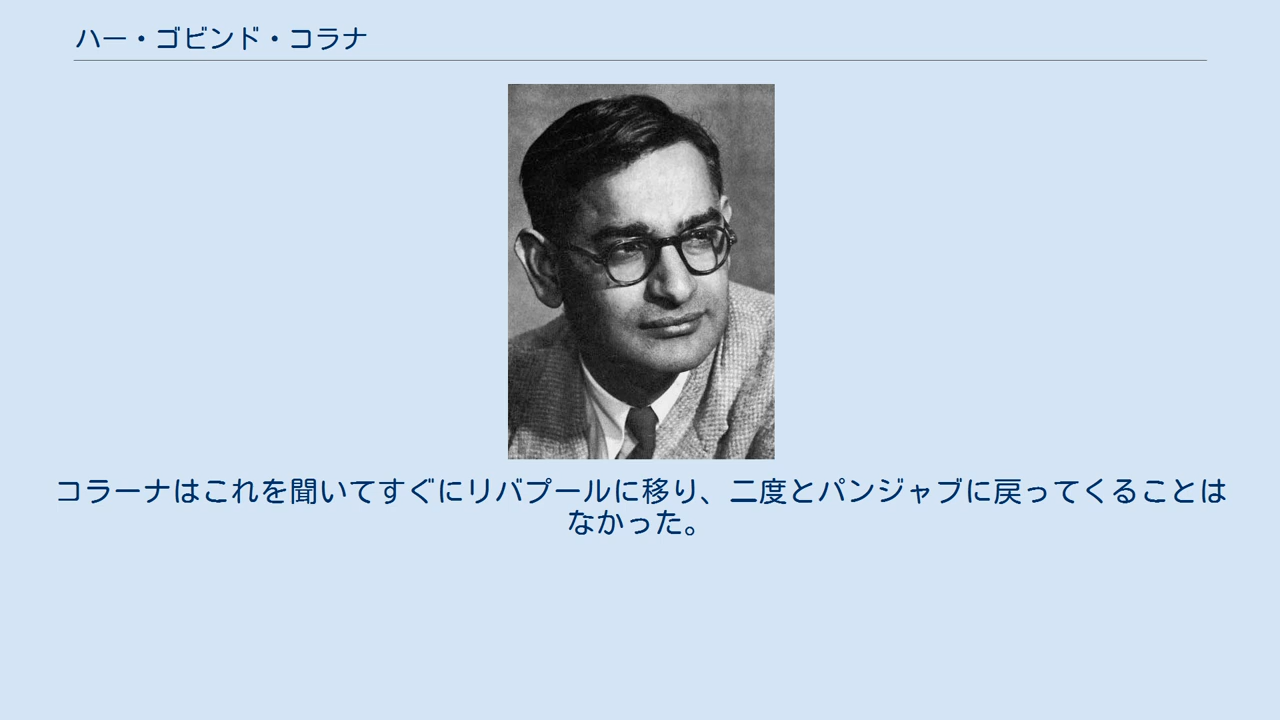 ハー・ゴビンド・コラナ
コラーナはこれを聞いてすぐにリバプールに移り、二度とパンジャブに戻ってくることは
なかった。